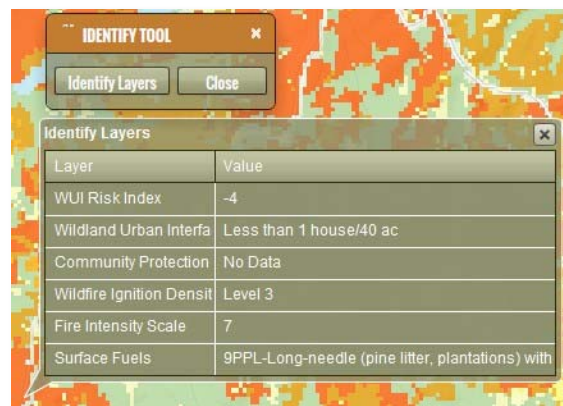 IDENTIFY TOOL
Identify Layers Close
Identify Layers
Layer Value
WUI Risk Index -4
Wildland Urban Interfa Less than 1 house/40 ac
Community Protection No Data
Wildfire Ignition Densit Level 3
Fire Intensity Scale 7
Surface Fuels 9PPL-Long-needle (pine litter, plantations) with